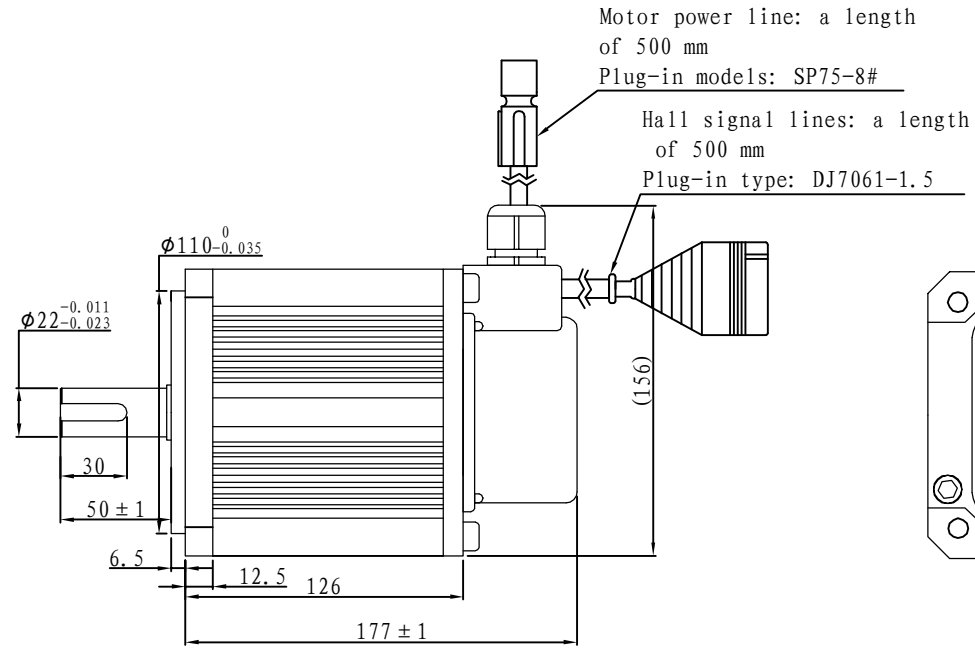 Motor power line: a length
of 500 mm
Plug-in models: SP75-8#
Hall signal lines: a length
of 500 mm
Plug-in type: DJ7061-1.5
ϕ110 0 -0.035
ϕ22 -0.011 -0.023
(156)
30
50±1
6.5
12.5
126
177±1